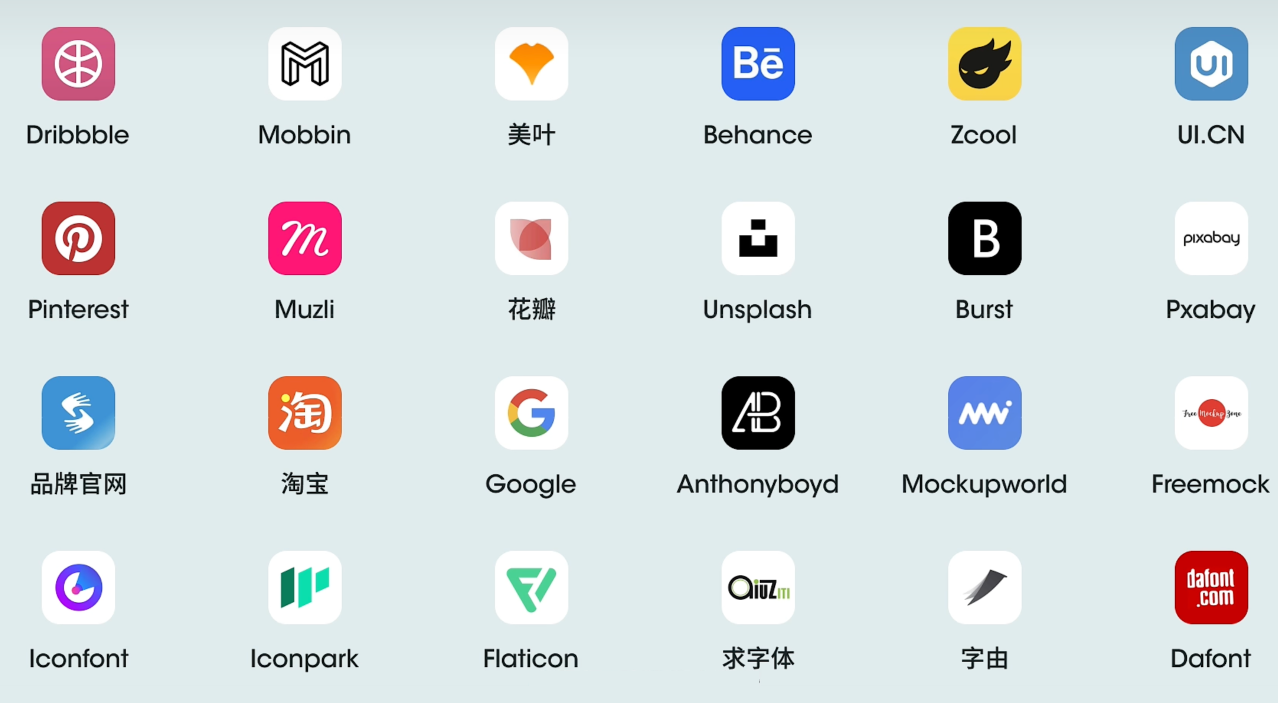 Bē
UI
Dribbble
Mobbin
美叶
Behance
Zcool
UI.CN
m
B
pixabay
Pinterest
Muzli
花瓣
Unsplash
Burst
Pxabay
淘
G
AB
Free Mockup Zone
品牌官网
淘宝
Google
Anthonyboyd
Mockupworld
Freemock
QiuZiTi
dafont
.com
Iconfont
Iconpark
Flaticon
求字体
字由
Dafont